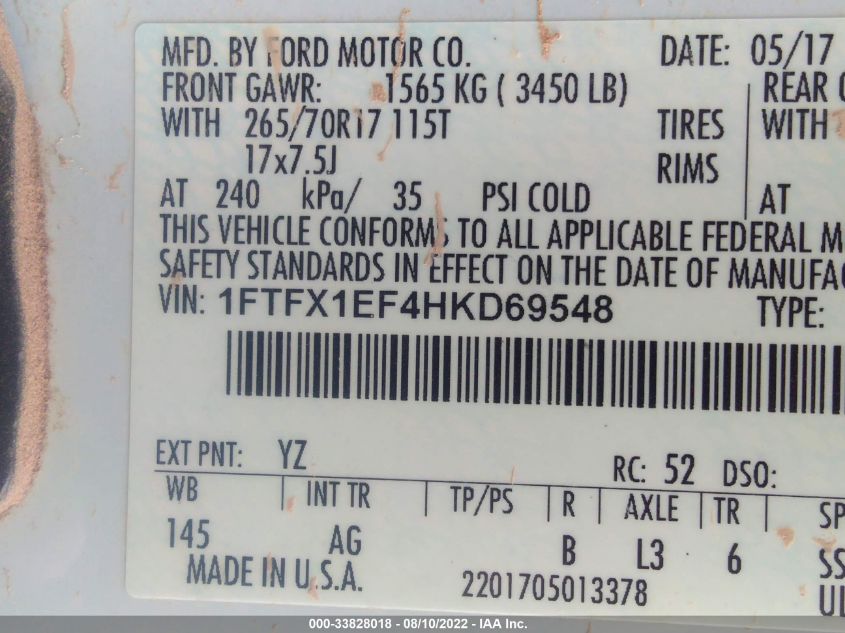 MFD. BY FORD MOTOR CO. DATE: 05/17
FRONT GAWR: 1565 KG ( 3450 LB) REAR
WITH 265/70R17 115T TIRES WITH
17x7.5J RIMS
AT 240 kPa/ 35 PSI COLD AT
THIS VEHICLE CONFORMS TO ALL APPLICABLE FEDERAL M
SAFETY STANDARDS IN EFFECT ON THE DATE OF MANUFAC
VIN: 1FTFX1EF4HKD69548 TYPE:
EXT PNT: YZ RC: 52 DSO:
WB INT TR TP/PS R AXLE TR SP
145 AG B L3 6 SS
MADE IN U.S.A. 2201705013378 UL
000-33828018 - 08/10/2022 - IAA Inc.